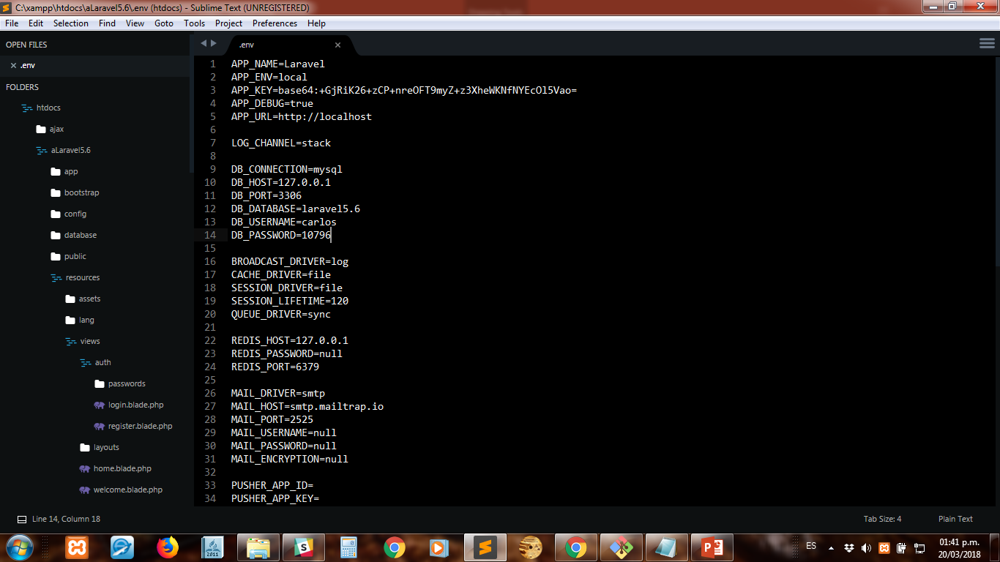 C:\xampp\htdocs\aLaravel5.6\.env (htdocs) - Sublime Text (UNREGISTERED)
File Edit Selection Find View Goto Tools Project Preferences Help
OPEN FILES
.env
FOLDERS
htdocs
ajax
aLaravel5.6
app
bootstrap
config
database
public
resources
assets
lang
views
auth
passwords
login.blade.php
register.blade.php
layouts
home.blade.php
welcome.blade.php
.env
1 APP_NAME=Laravel
2 APP_ENV=local
3 APP_KEY=base64:+GjRiK26+zCP+nreOFT9myZ+z3XheWKNfNYEcOl5Vao=
4 APP_DEBUG=true
5 APP_URL=http://localhost
6
7 LOG_CHANNEL=stack
8
9 DB_CONNECTION=mysql
10 DB_HOST=127.0.0.1
11 DB_PORT=3306
12 DB_DATABASE=laravel5.6
13 DB_USERNAME=carlos
14 DB_PASSWORD=10796
15
16 BROADCAST_DRIVER=log
17 CACHE_DRIVER=file
18 SESSION_DRIVER=file
19 SESSION_LIFETIME=120
20 QUEUE_DRIVER=sync
21
22 REDIS_HOST=127.0.0.1
23 REDIS_PASSWORD=null
24 REDIS_PORT=6379
25
26 MAIL_DRIVER=smtp
27 MAIL_HOST=smtp.mailtrap.io
28 MAIL_PORT=2525
29 MAIL_USERNAME=null
30 MAIL_PASSWORD=null
31 MAIL_ENCRYPTION=null
32
33 PUSHER_APP_ID=
34 PUSHER_APP_KEY=
Line 14, Column 18
Tab Size: 4
Plain Text
2011
ES
01:41 p.m.
20/03/2018